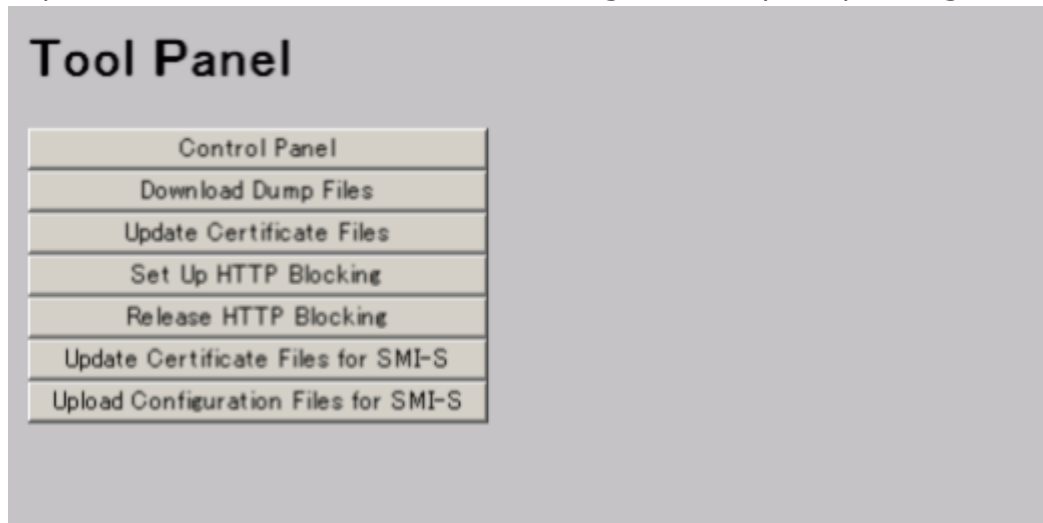 Tool Panel
Control Panel
Download Dump Files
Update Certificate Files
Set Up HTTP Blocking
Release HTTP Blocking
Update Certificate Files for SMI-S
Upload Configuration Files for SMI-S